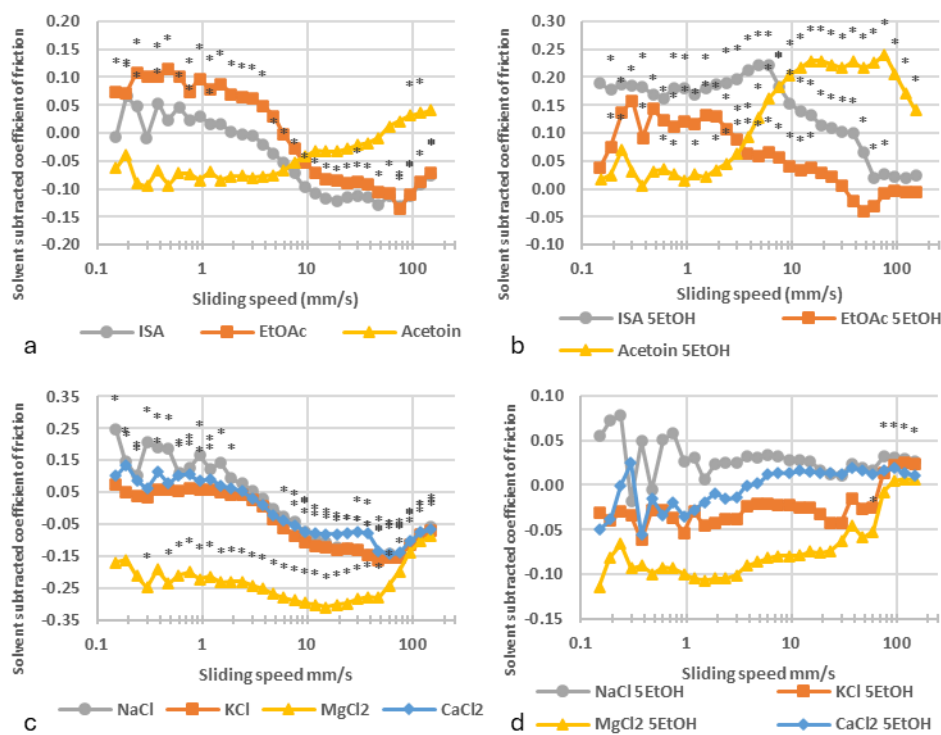 Solvent subtracted coefficient of friction
0.20
0.15
0.10
0.05
0.00
-0.05
-0.10
-0.15
0.20
0.1 1 10 100
Sliding speed (mm/s)
ISA EtOAc Acetoin
a
Solvent subtracted coefficient of friction
0.30
0.25
0.20
0.15
0.10
0.05
0.00
0.05
-0.10
0.1 1 10 100
Sliding speed (mm/s)
ISA 5EtOH EtOAc 5EtOH
Acetoin 5EtOH
b
Solvent subtracted coefficient of friction
0.35
0.25
0.15
0.05
-0.05
-0.15
-0.25
-0.35
0.1 1 10 100
Sliding speed mm/s
NaCl KCl MgCl2 CaCl2
c
Solvent subtracted coefficient of friction
0.10
0.05
0.00
-0.05
-0.10
-0.15
0.1 1 10 100
Sliding speed mm/s
NaCl 5EtOH KCl 5EtOH
MgCl2 5EtOH CaCl2 5EtOH
d